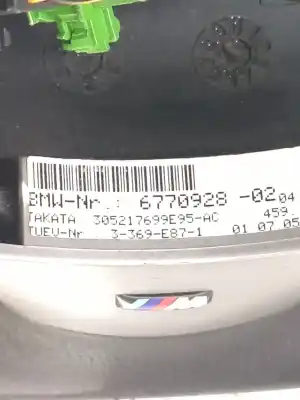 BMW-Nr.: 6770928 -02 04
TAKATA 305217699E95-AC 459.
TUEV-Nr 3-369-E87-1 01 07 05
M